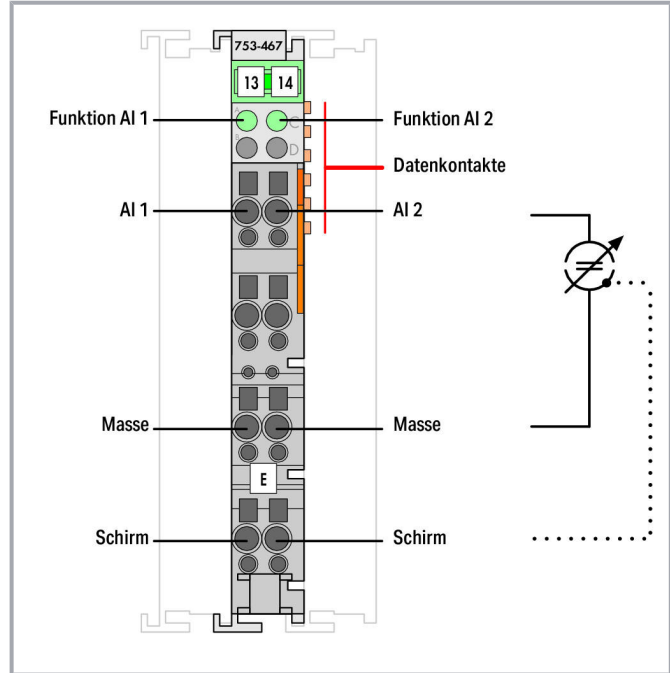 753-467
13 14
Funktion AI 1
A C
Funktion AI 2
B D
Datenkontakte
AI 1
AI 2
Masse
Masse
E
Schirm
Schirm